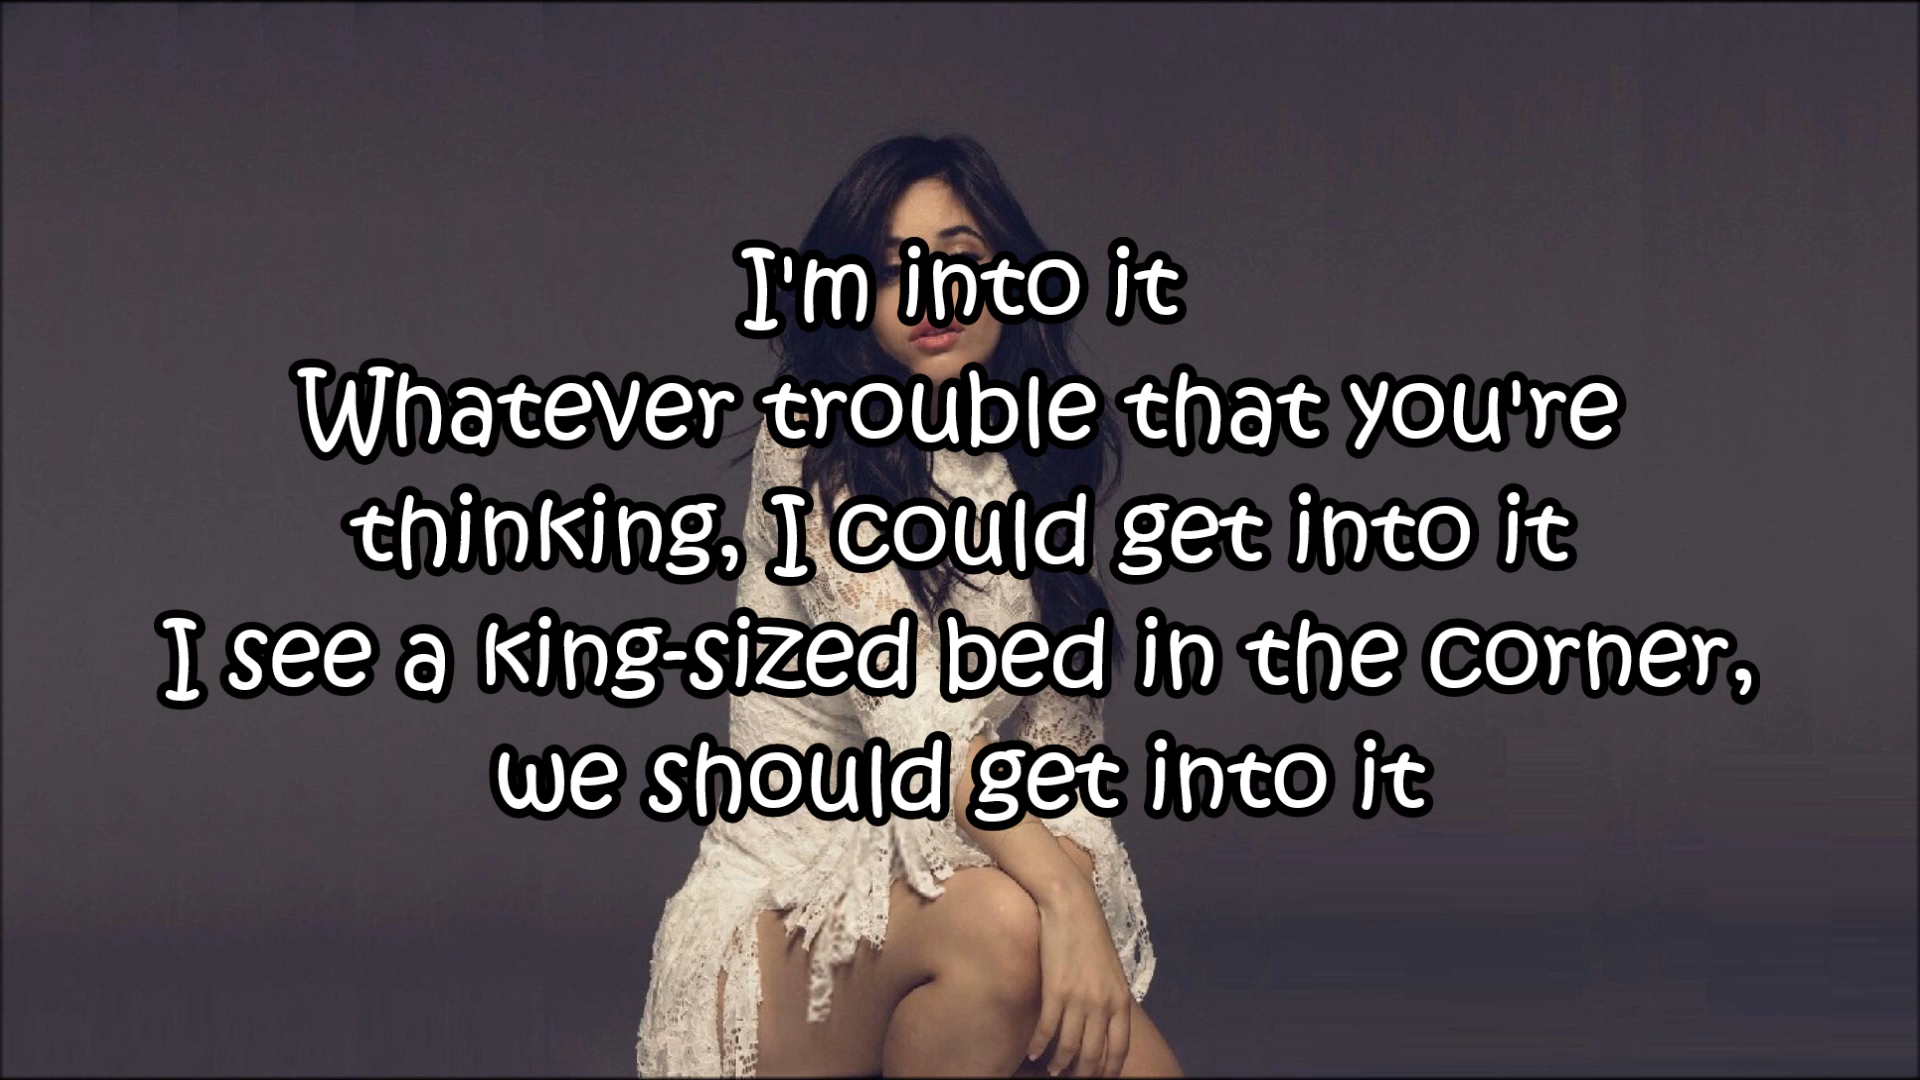 I'm into it
Whatever trouble that you're
thinking, I could get into it
I see a king-sized bed in the corner,
we should get into it